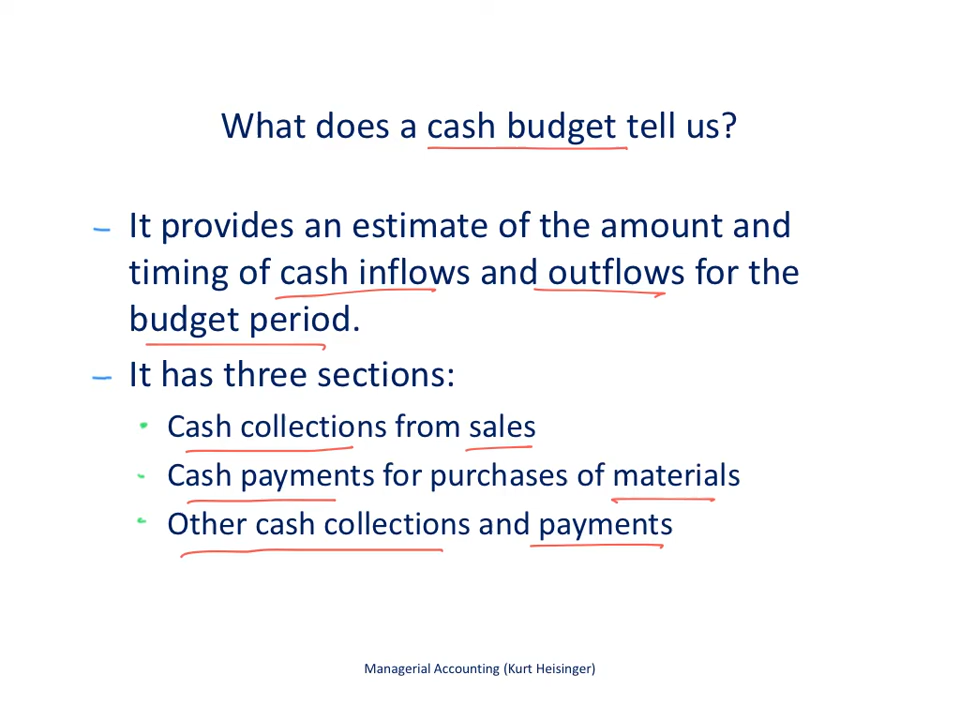 What does a cash budget tell us?
– It provides an estimate of the amount and
timing of cash inflows and outflows for the
budget period.
– It has three sections:
• Cash collections from sales
• Cash payments for purchases of materials
• Other cash collections and payments
Managerial Accounting (Kurt Heisinger)